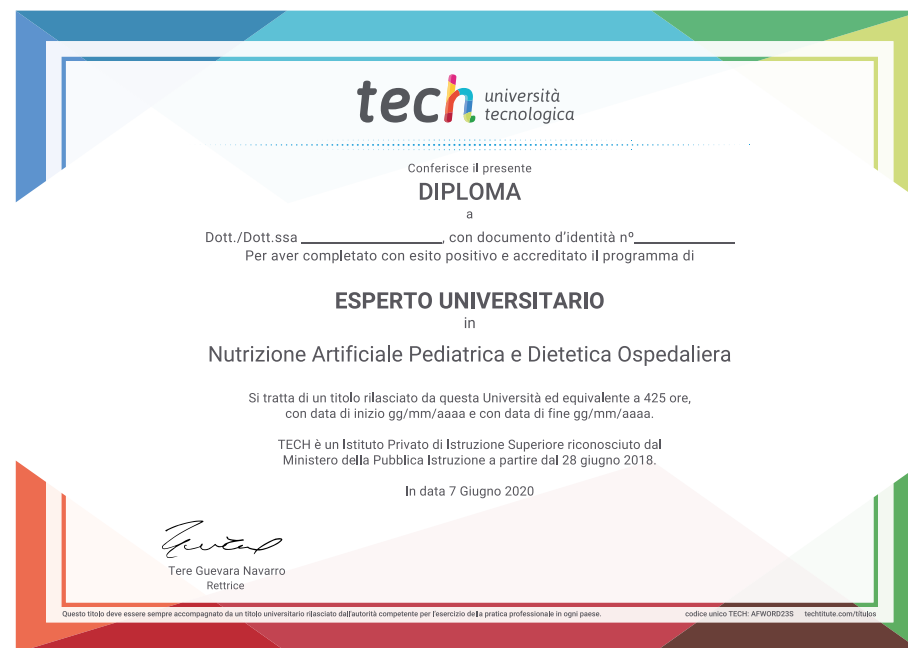 tech università
tecnologica
Conferisce il presente
DIPLOMA
a
Dott./Dott.ssa ________________, con documento d'identità nº____________
Per aver completato con esito positivo e accreditato il programma di
ESPERTO UNIVERSITARIO
in
Nutrizione Artificiale Pediatrica e Dietetica Ospedaliera
Si tratta di un titolo rilasciato da questa Università ed equivalente a 425 ore,
con data di inizio gg/mm/aaaa e con data di fine gg/mm/aaaa.
TECH è un Istituto Privato di Istruzione Superiore riconosciuto dal
Ministero della Pubblica Istruzione a partire dal 28 giugno 2018.
In data 7 Giugno 2020
Tere Guevara Navarro
Rettrice
Questo titolo deve essere sempre accompagnato da un titolo universitario rilasciato dall'autorità competente per l'esercizio della pratica professionale in ogni paese. codice unico TECH: AFWORD23S techtitute.com/títulos